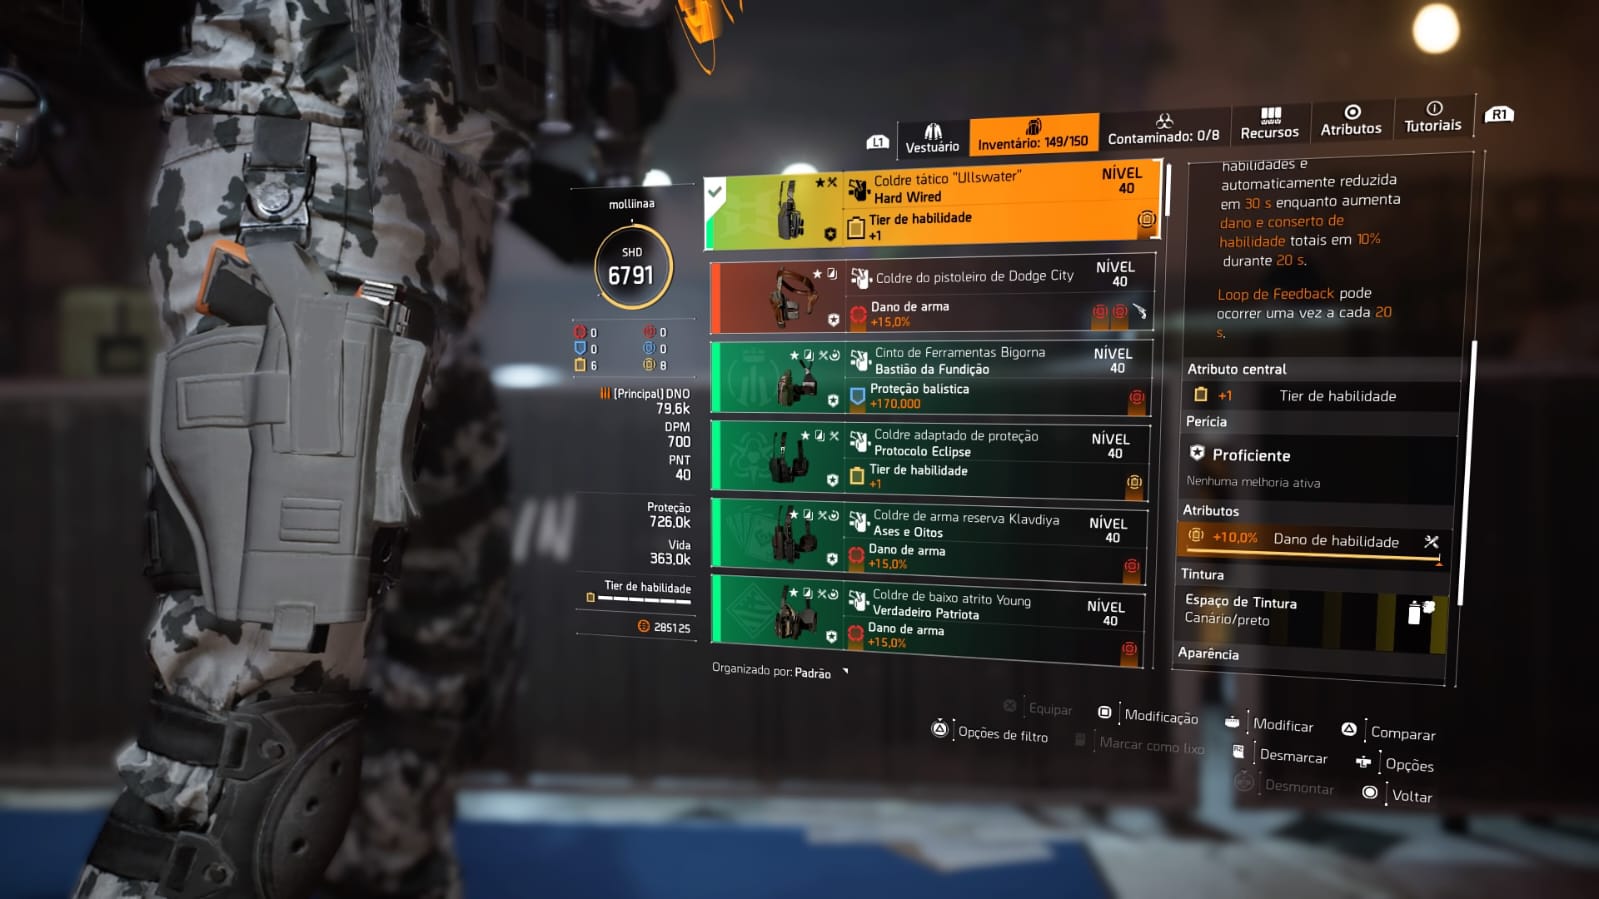 L1
Vestuário
Inventário: 149/150
Contaminado: 0/8
Recursos
Atributos
Tutoriais
R1
molliinaa
SHD
6791
0
0
0
0
6
8
[Principal] DNO
79,6k
DPM
700
PNT
40
Proteção
726,0k
Vida
363,0k
Tier de habilidade
285125
Coldre tático "Ullswater"
Hard Wired
NÍVEL
40
Tier de habilidade
+1
Coldre do pistoleiro de Dodge City
NÍVEL
40
Dano de arma
+15,0%
Cinto de Ferramentas Bigorna
Bastião da Fundição
NÍVEL
40
Proteção balística
+170,000
Coldre adaptado de proteção
Protocolo Eclipse
NÍVEL
40
Tier de habilidade
+1
Coldre de arma reserva Klavdiya
Ases e Oitos
NÍVEL
40
Dano de arma
+15,0%
Coldre de baixo atrito Young
Verdadeiro Patriota
NÍVEL
40
Dano de arma
+15,0%
Organizado por: Padrão
habilidades e
automaticamente reduzida
em 30 s enquanto aumenta
dano e conserto de
habilidade totais em 10%
durante 20 s.
Loop de Feedback pode
ocorrer uma vez a cada 20
s.
Atributo central
+1 Tier de habilidade
Perícia
Proficiente
Nenhuma melhoria ativa
Atributos
+10,0% Dano de habilidade
Tintura
Espaço de Tintura
Canário/preto
Aparência
Equipar
Modificação
Modificar
Comparar
Opções de filtro
Marcar como lixo
R2
Desmarcar
Opções
Desmontar
Voltar